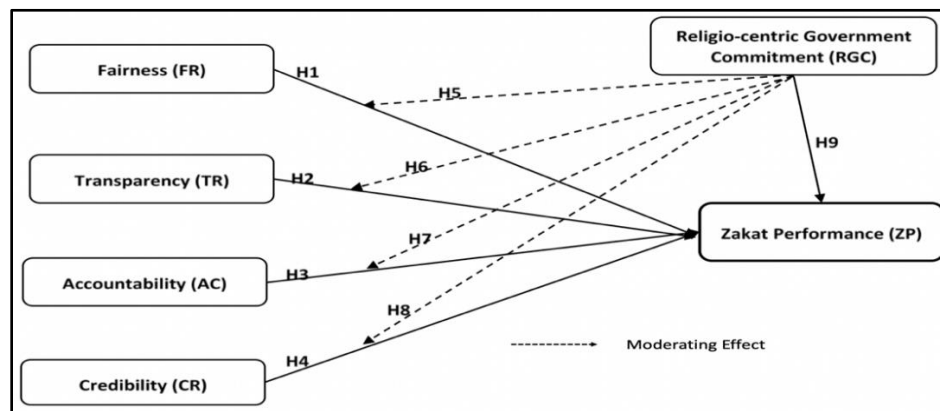 Religio-centric Government
Commitment (RGC)
Fairness (FR)
H1
H5
H9
Transparency (TR)
H2
H6
Zakat Performance (ZP)
H7
Accountability (AC)
H3
H8
Moderating Effect
H4
Credibility (CR)